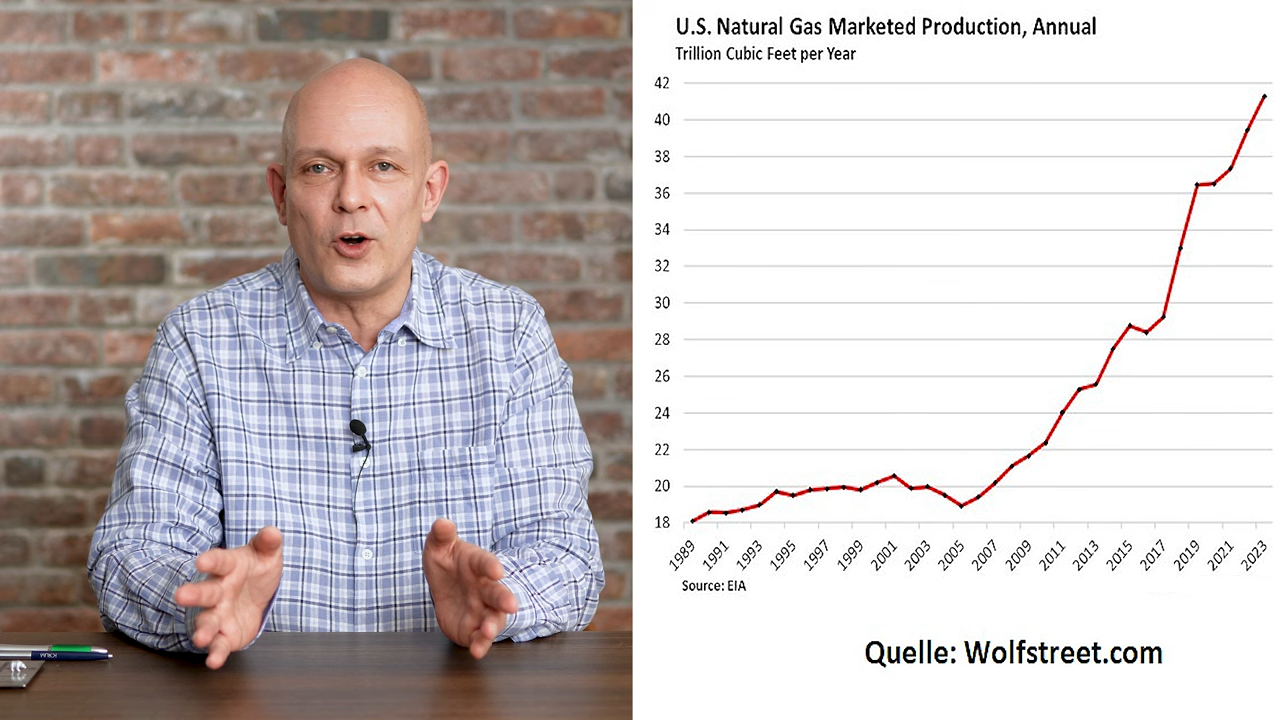 U.S. Natural Gas Marketed Production, Annual
Trillion Cubic Feet per Year
42
40
38
36
34
32
30
28
26
24
22
20
18
1989 1991 1993 1995 1997 1999 2001 2003 2005 2007 2009 2011 2013 2015 2017 2019 2021 2023
Source: EIA
Quelle: Wolfstreet.com